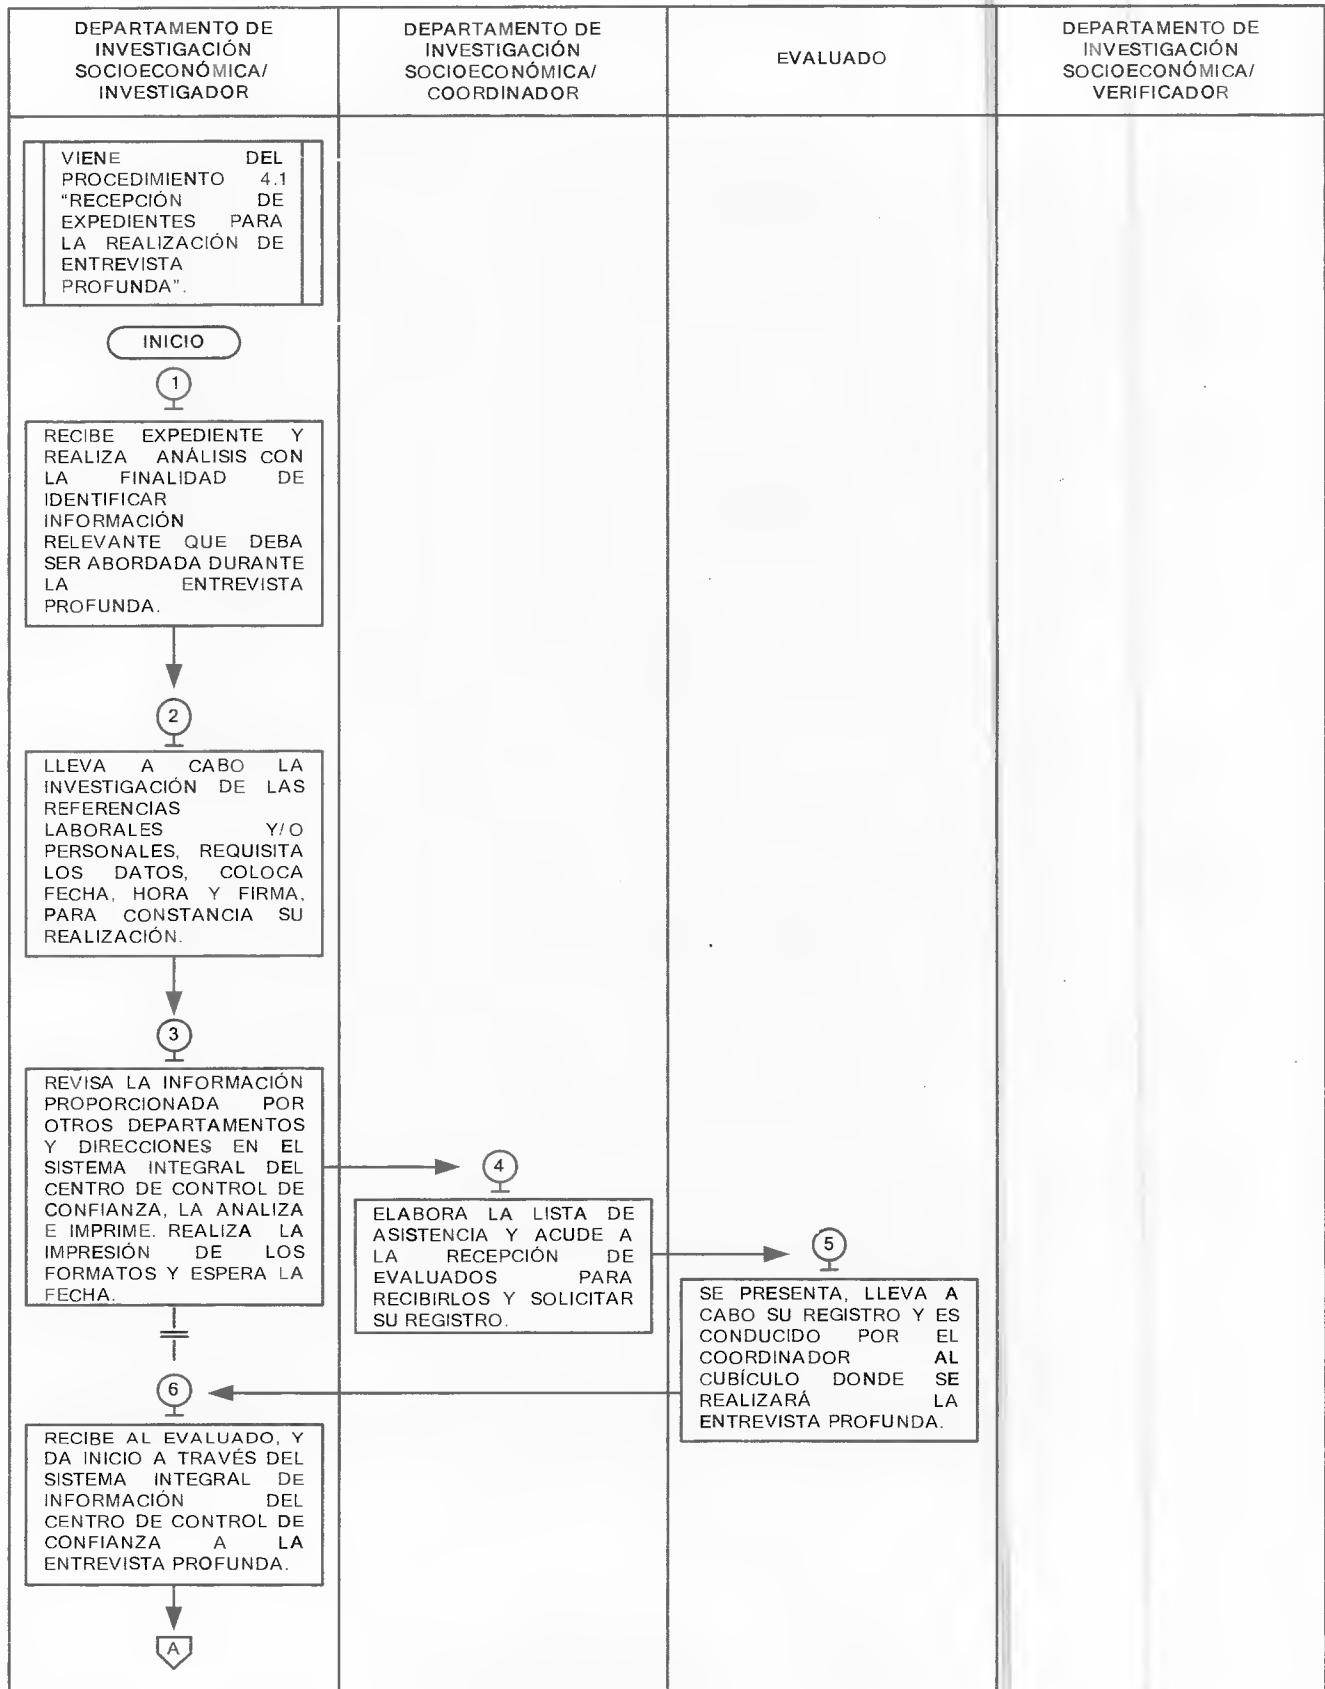 DEPARTAMENTO DE
INVESTIGACIÓN
SOCIOECONÓMICA/
INVESTIGADOR
DEPARTAMENTO DE
INVESTIGACIÓN
SOCIOECONÓMICA/
COORDINADOR
EVALUADO
DEPARTAMENTO DE
INVESTIGACIÓN
SOCIOECONÓMICA/
VERIFICADOR
VIENE DEL
PROCEDIMIENTO 4.1
“RECEPCIÓN DE
EXPEDIENTES PARA
LA REALIZACIÓN DE
ENTREVISTA
PROFUNDA”.
INICIO
1
RECIBE EXPEDIENTE Y
REALIZA ANÁLISIS CON
LA FINALIDAD DE
IDENTIFICAR
INFORMACIÓN
RELEVANTE QUE DEBA
SER ABORDADA DURANTE
LA ENTREVISTA
PROFUNDA.
2
LLEVA A CABO LA
INVESTIGACIÓN DE LAS
REFERENCIAS
LABORALES Y/O
PERSONALES, REQUISITA
LOS DATOS, COLOCA
FECHA, HORA Y FIRMA,
PARA CONSTANCIA SU
REALIZACIÓN.
3
REVISA LA INFORMACIÓN
PROPORCIONADA POR
OTROS DEPARTAMENTOS
Y DIRECCIONES EN EL
SISTEMA INTEGRAL DEL
CENTRO DE CONTROL DE
CONFIANZA, LA ANALIZA
E IMPRIME. REALIZA LA
IMPRESIÓN DE LOS
FORMATOS Y ESPERA LA
FECHA.
4
ELABORA LA LISTA DE
ASISTENCIA Y ACUDE A
LA RECEPCIÓN DE
EVALUADOS PARA
RECIBIRLOS Y SOLICITAR
SU REGISTRO.
5
SE PRESENTA, LLEVA A
CABO SU REGISTRO Y ES
CONDUCIDO POR EL
COORDINADOR AL
CUBÍCULO DONDE SE
REALIZARÁ LA
ENTREVISTA PROFUNDA.
6
RECIBE AL EVALUADO, Y
DA INICIO A TRAVÉS DEL
SISTEMA INTEGRAL DE
INFORMACIÓN DEL
CENTRO DE CONTROL DE
CONFIANZA A LA
ENTREVISTA PROFUNDA.
A